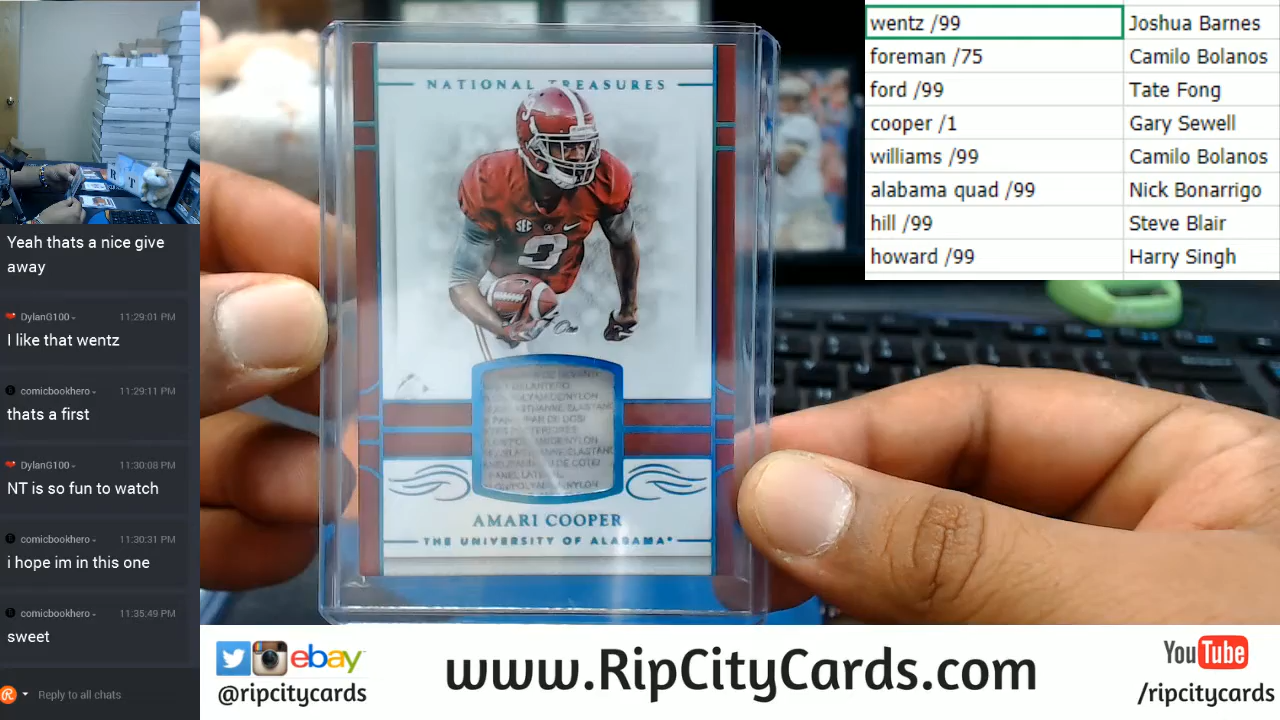 wentz /99 Joshua Barnes
foreman /75 Camilo Bolanos
ford /99 Tate Fong
cooper /1 Gary Sewell
williams /99 Camilo Bolanos
alabama quad /99 Nick Bonarrigo
hill /99 Steve Blair
howard /99 Harry Singh
Yeah thats a nice give
away
DylanG100 11:29:01 PM
I like that wentz
comicbookhero 11:29:11 PM
thats a first
DylanG100 11:30:08 PM
NT is so fun to watch
comicbookhero 11:30:31 PM
i hope im in this one
comicbookhero 11:35:49 PM
sweet
Reply to all chats
NATIONAL TREASURES
SEC
3
AMARI COOPER
THE UNIVERSITY OF ALABAMA
ebay
@ripcitycards
www.RipCityCards.com
YouTube
/ripcitycards